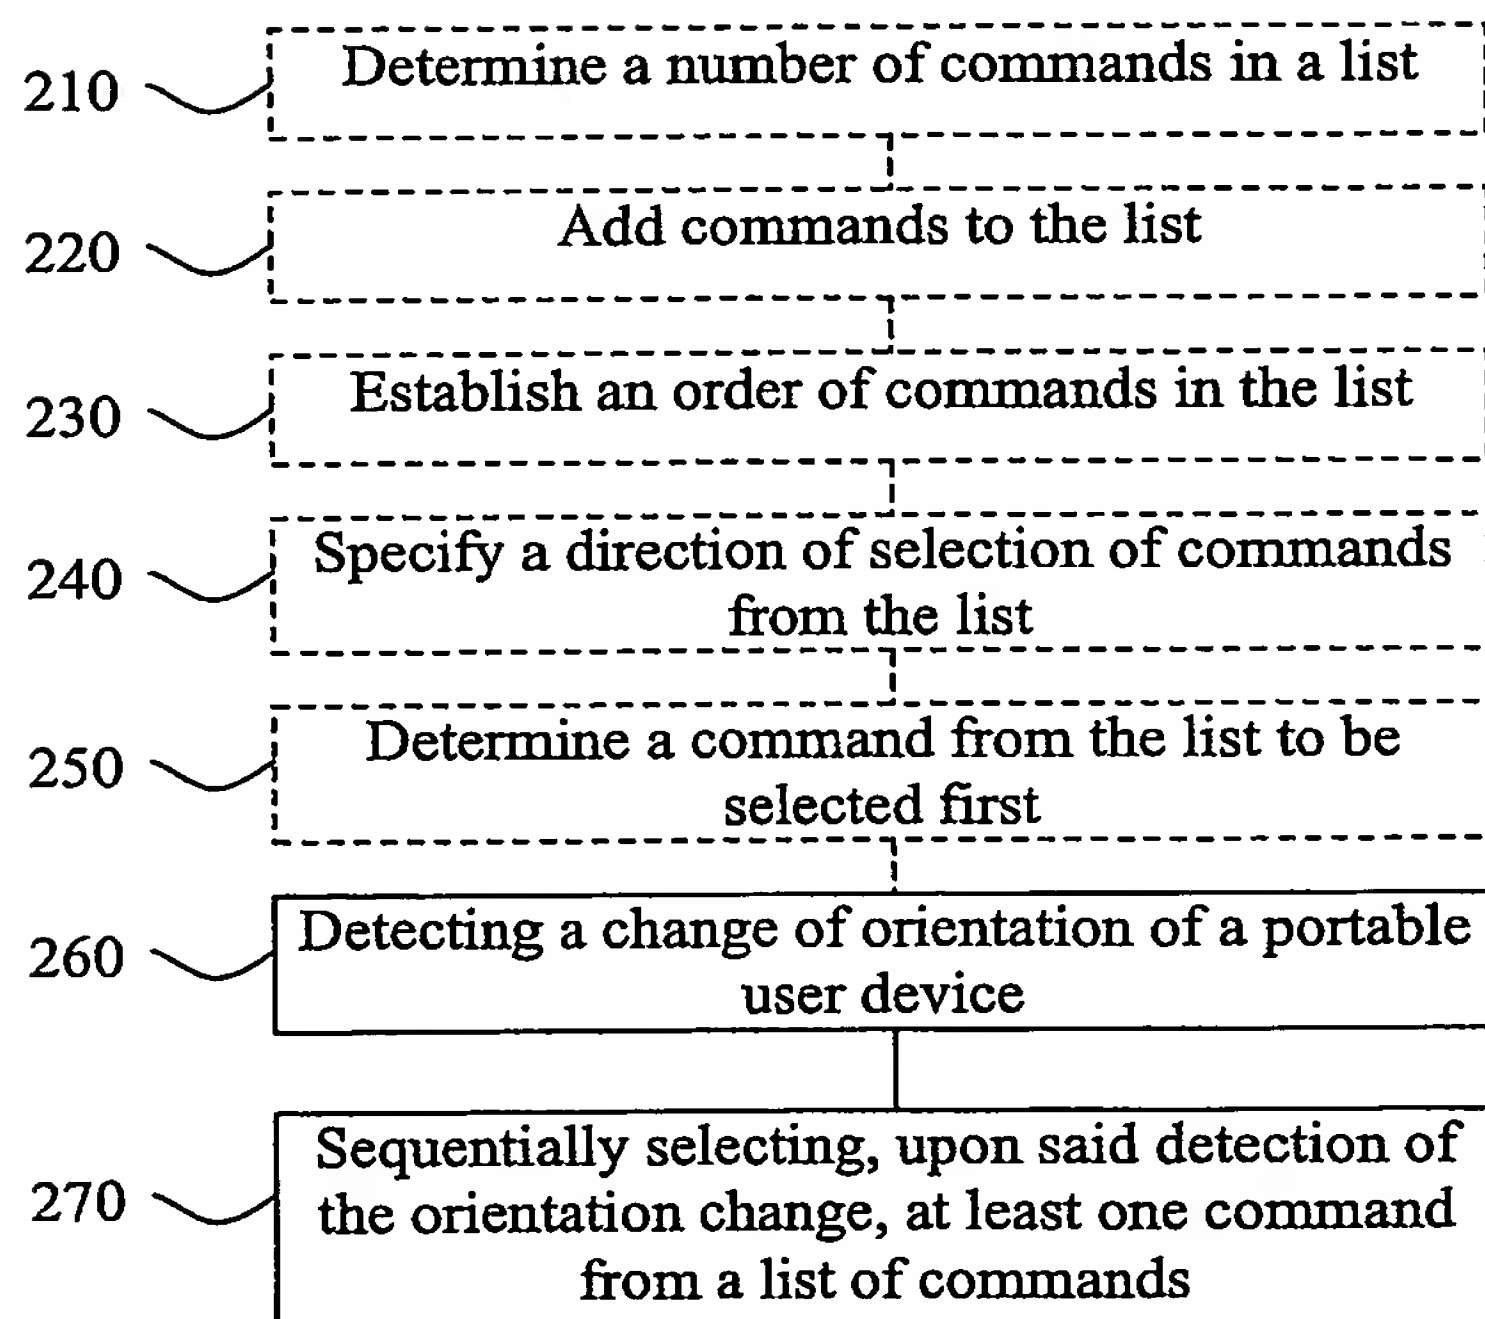 210
Determine a number of commands in a list
220
Add commands to the list
230
Establish an order of commands in the list
240
Specify a direction of selection of commands
from the list
250
Determine a command from the list to be
selected first
260
Detecting a change of orientation of a portable
user device
270
Sequentially selecting, upon said detection of
the orientation change, at least one command
from a list of commands